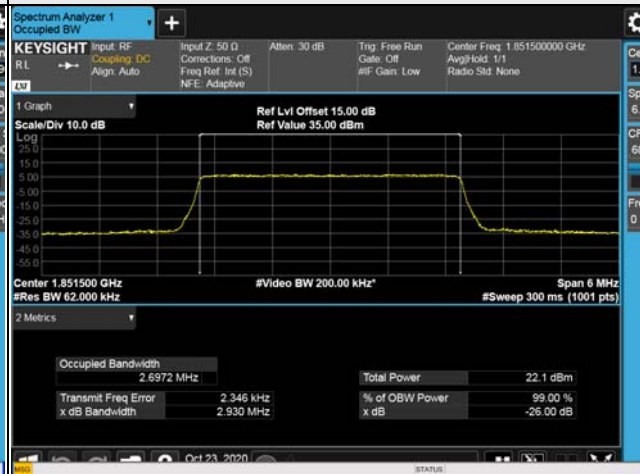 Spectrum Analyzer 1
Occupied BW
+
KEYSIGHT Input: RF Input Z: 50 Ω Atten: 30 dB Trig: Free Run Center Freq: 1.851500000 GHz
RL Coupling: DC Corrections: Off Gate: Off Avg|Hold: 1/1
Align: Auto Freq Ref: Int (S) #IF Gain: Low Radio Std: None
LXI NFE: Adaptive
1 Graph
Ref Lvl Offset 15.00 dB
Scale/Div 10.0 dB Ref Value 35.00 dBm
Log
25.0
15.0
5.00
-5.00
-15.0
-25.0
-35.0
-45.0
-55.0
Center 1.851500 GHz #Video BW 200.00 kHz* Span 6 MHz
#Res BW 62.000 kHz #Sweep 300 ms (1001 pts)
2 Metrics
Occupied Bandwidth
2.6972 MHz Total Power 22.1 dBm
Transmit Freq Error 2.346 kHz % of OBW Power 99.00 %
x dB Bandwidth 2.930 MHz x dB -26.00 dB
Oct 23, 2020
MSG STATUS